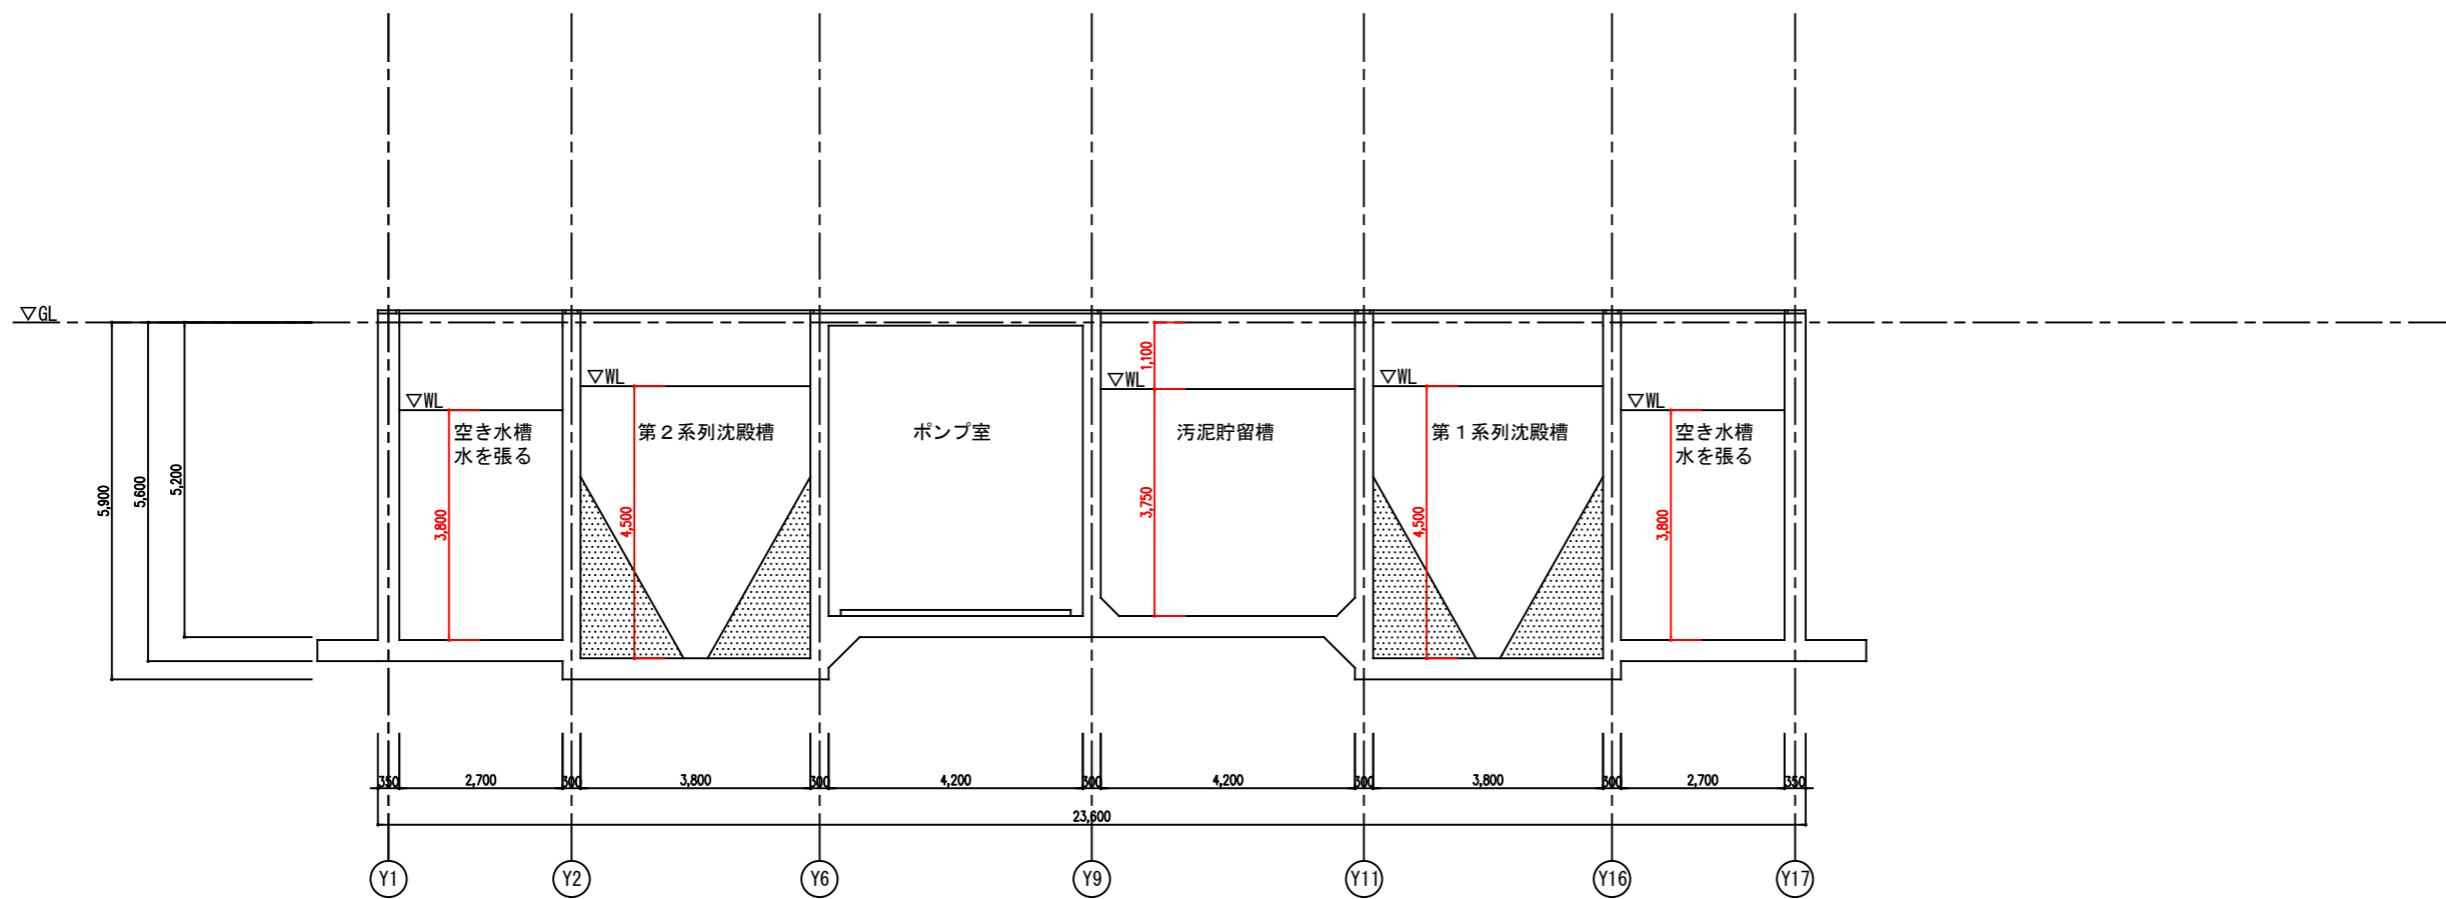 ▽GL
1,100
▽WL
▽WL
▽WL
▽WL
▽WL
空き水槽
水を張る
第2系列沈殿槽
ポンプ室
汚泥貯留槽
第1系列沈殿槽
空き水槽
水を張る
5,900
5,600
5,200
3,800
4,500
3,750
4,500
3,800
350 2,700 300 3,800 300 4,200 300 4,200 300 3,800 300 2,700 350
23,600
Y1 Y2 Y6 Y9 Y11 Y16 Y17